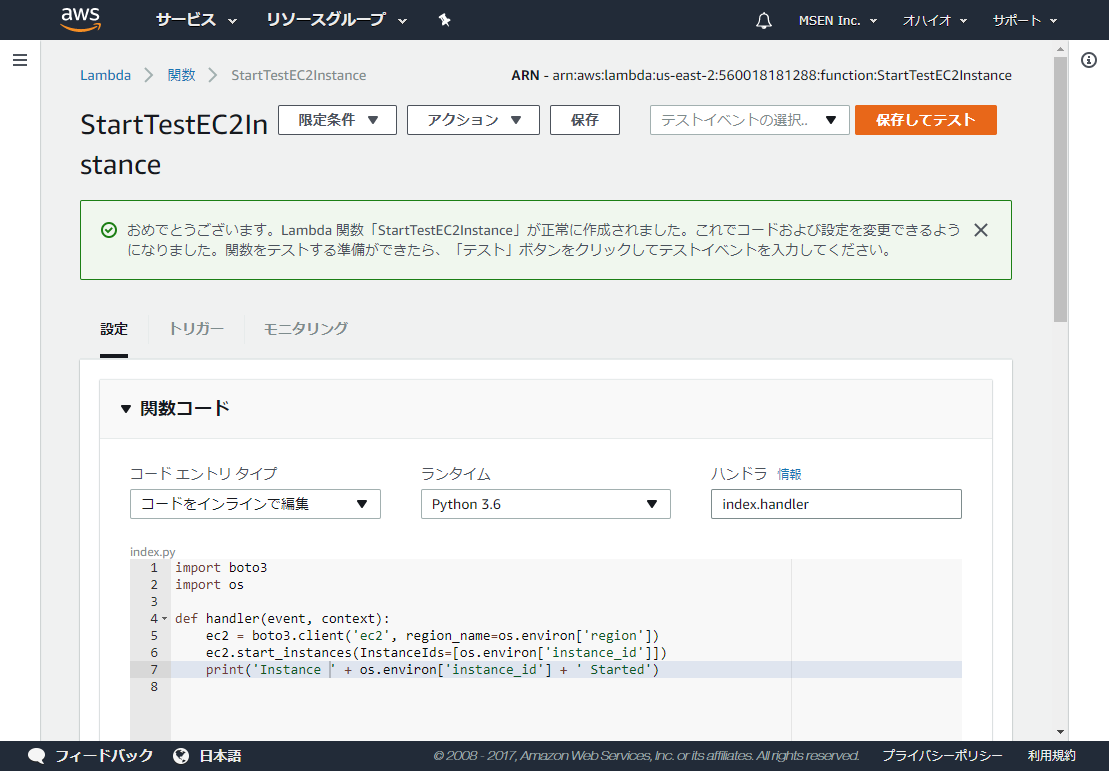 aws サービス リソースグループ MSEN Inc. オハイオ サポート
Lambda 関数 StartTestEC2Instance ARN - arn:aws:lambda:us-east-2:560018181288:function:StartTestEC2Instance
StartTestEC2In
stance
限定条件 アクション 保存 テストイベントの選択.. 保存してテスト
おめでとうございます。Lambda 関数「StartTestEC2Instance」が正常に作成されました。これでコードおよび設定を変更できるよう
になりました。関数をテストする準備ができたら、「テスト」ボタンをクリックしてテストイベントを入力してください。
設定 トリガー モニタリング
関数コード
コード エントリ タイプ ランタイム ハンドラ 情報
コードをインラインで編集 Python 3.6 index.handler
index.py
1 import boto3
2 import os
3
4 def handler(event, context):
5 ec2 = boto3.client('ec2', region_name=os.environ['region'])
6 ec2.start_instances(InstanceIds=[os.environ['instance_id']])
7 print('Instance ' + os.environ['instance_id'] + ' Started')
8
フィードバック 日本語 © 2008 - 2017, Amazon Web Services, Inc. or its affiliates. All rights reserved. プライバシーポリシー 利用規約